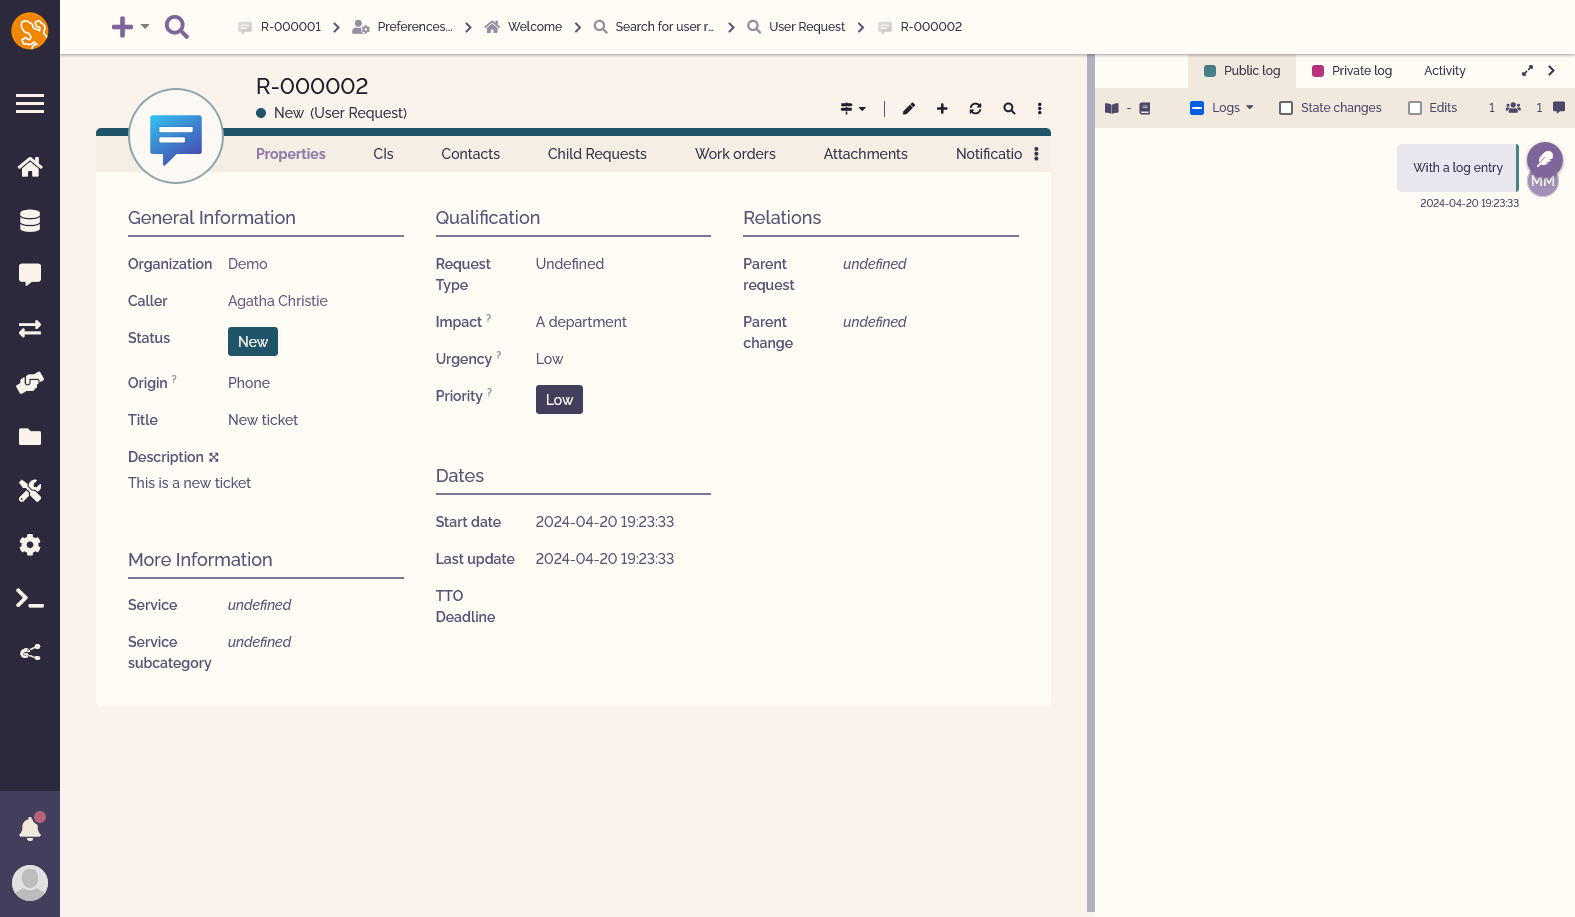 R-000001
Preferences...
Welcome
Search for user r...
User Request
R-000002
R-000002
New (User Request)
Properties
CIs
Contacts
Child Requests
Work orders
Attachments
Notificatio
General Information
Organization Demo
Caller Agatha Christie
Status New
Origin ? Phone
Title New ticket
Description
This is a new ticket
More Information
Service undefined
Service undefined
subcategory
Qualification
Request Undefined
Type
Impact ? A department
Urgency ? Low
Priority ? Low
Dates
Start date 2024-04-20 19:23:33
Last update 2024-04-20 19:23:33
TTO
Deadline
Relations
Parent undefined
request
Parent undefined
change
Public log
Private log
Activity
-
Logs
State changes
Edits
1
1
With a log entry
MM
2024-04-20 19:23:33